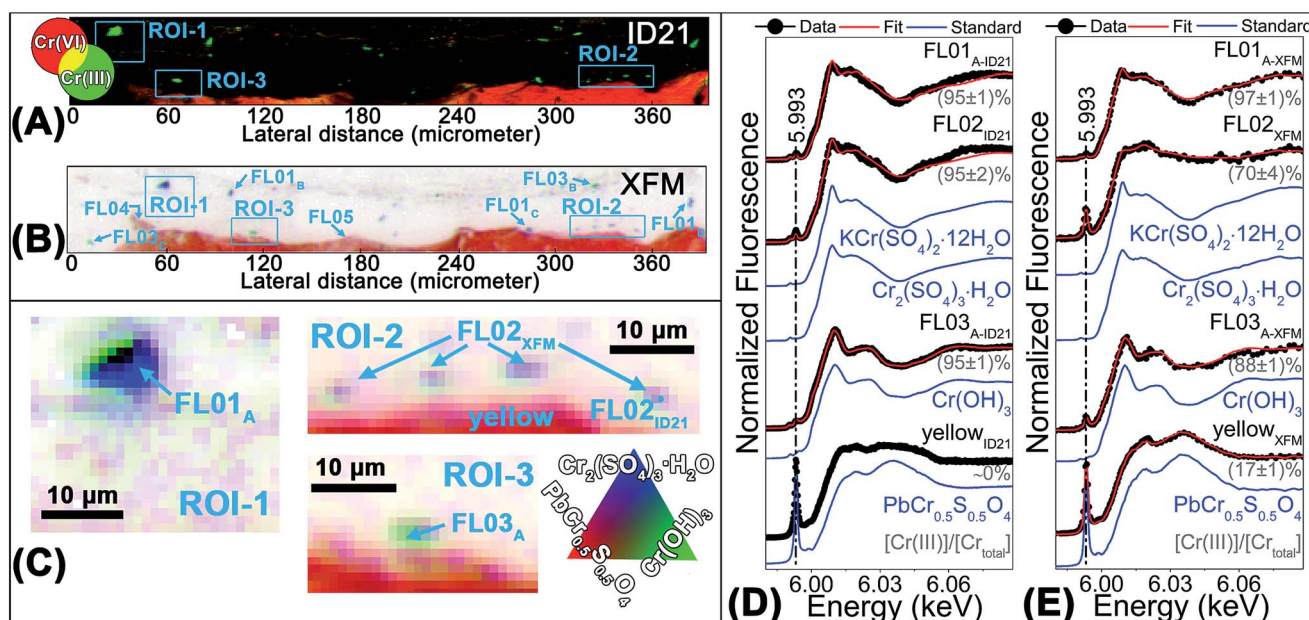 Cr(VI)
Cr(III)
ROI-1
ID21
ROI-2
ROI-3
(A)
0 60 120 180 240 300 360
Lateral distance (micrometer)
XFM
FL01B
FL03B
FL04
ROI-1
ROI-3
FL05
FL01C
ROI-2
FL01
FL03C
(B)
0 60 120 180 240 300 360
Lateral distance (micrometer)
(C)
FL01A
10 µm
ROI-1
ROI-2
FL02XFM
10 µm
FL02ID21
yellow
10 µm
ROI-3
FL03A
Cr2(SO4)3·H2O
PbCr0.5S0.5O4
Cr(OH)3
Data Fit Standard
5.993
FL01A-ID21
(95±1)%
FL02ID21
(95±2)%
KCr(SO4)2·12H2O
Cr2(SO4)3·H2O
FL03A-ID21
(95±1)%
Cr(OH)3
yellowID21
~0%
PbCr0.5S0.5O4
[Cr(III)]/[Crtotal]
Normalized Fluorescence
6.00 6.03 6.06
Energy (keV)
(D)
Data Fit Standard
5.993
FL01A-XFM
(97±1)%
FL02XFM
(70±4)%
KCr(SO4)2·12H2O
Cr2(SO4)3·H2O
FL03A-XFM
(88±1)%
Cr(OH)3
yellowXFM
(17±1)%
PbCr0.5S0.5O4
[Cr(III)]/[Crtotal]
Normalized Fluorescence
6.00 6.03 6.06
Energy (keV)
(E)